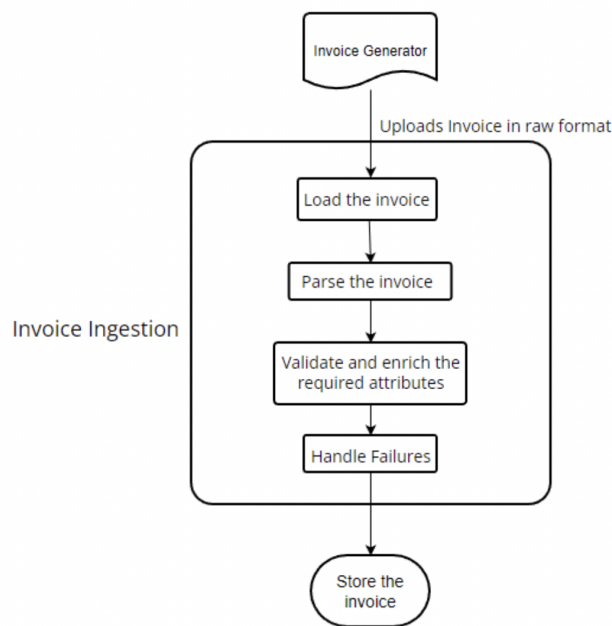 Invoice Generator
Uploads Invoice in raw format
Load the invoice
Parse the invoice
Invoice Ingestion
Validate and enrich the
required attributes
Handle Failures
Store the
invoice